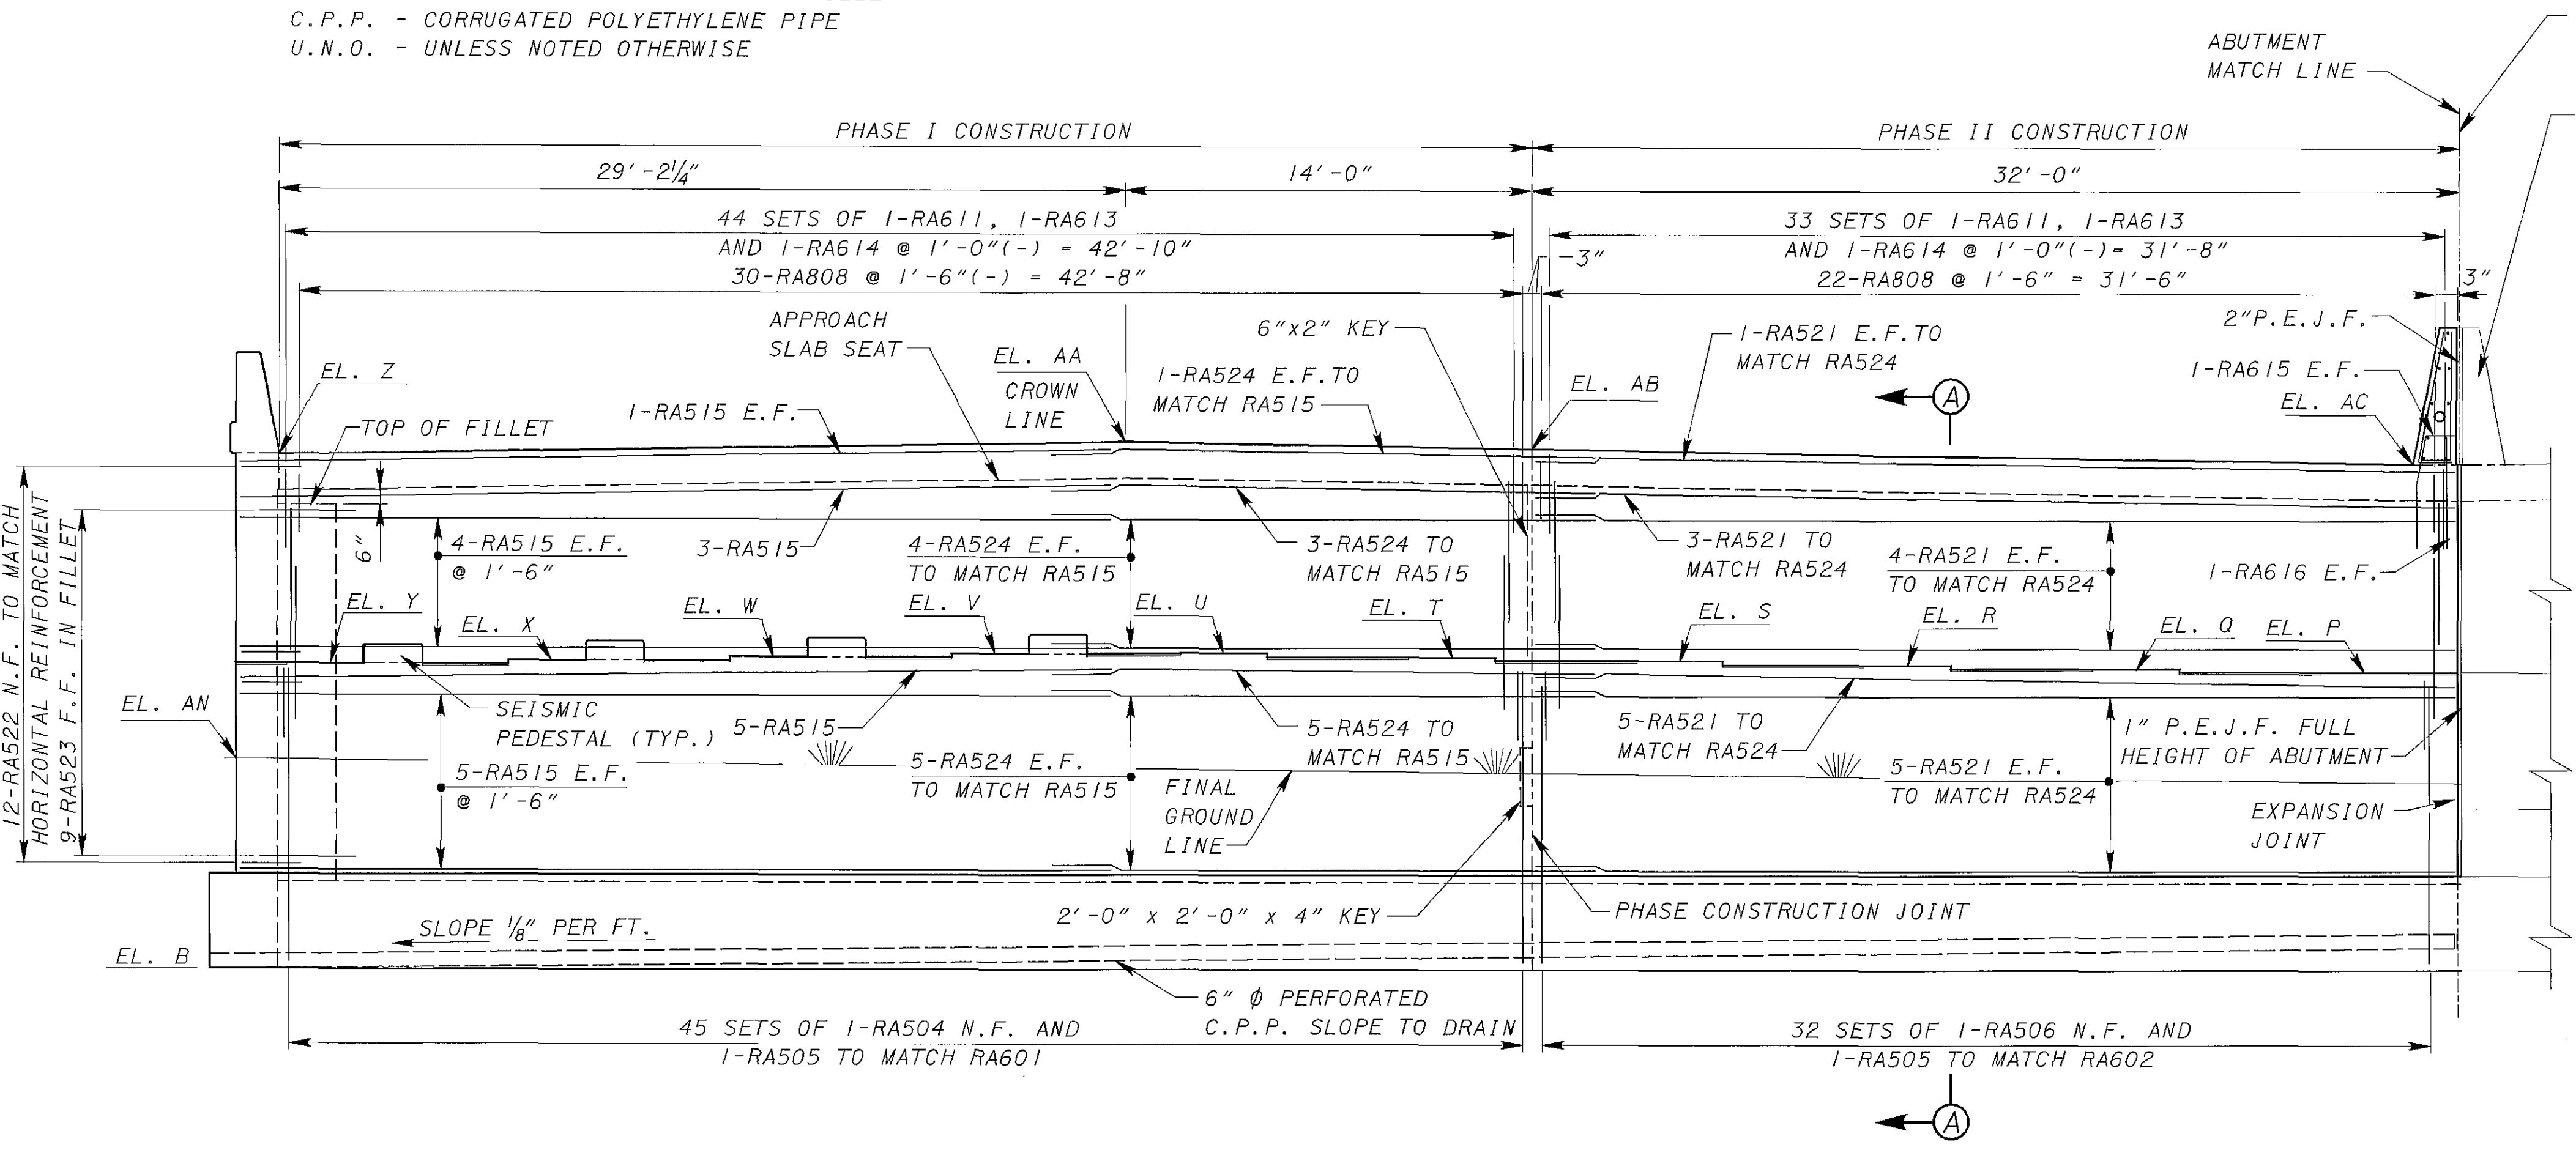 C.P.P. - CORRUGATED POLYETHYLENE PIPE
U.N.O. - UNLESS NOTED OTHERWISE
ABUTMENT
MATCH LINE
PHASE I CONSTRUCTION
PHASE II CONSTRUCTION
29'-2¼"
14'-0"
32'-0"
44 SETS OF 1-RA611, 1-RA613
AND 1-RA614 @ 1'-0"(-) = 42'-10"
30-RA808 @ 1'-6"(-) = 42'-8"
3"
33 SETS OF 1-RA611, 1-RA613
AND 1-RA614 @ 1'-0"(-)= 31'-8"
22-RA808 @ 1'-6" = 31'-6"
3"
APPROACH
SLAB SEAT
6"x2" KEY
1-RA521 E.F.TO
MATCH RA524
2"P.E.J.F.
EL. Z
EL. AA
CROWN
LINE
1-RA524 E.F.TO
MATCH RA515
EL. AB
A
1-RA615 E.F.
EL. AC
1-RA515 E.F.
TOP OF FILLET
6"
4-RA515 E.F.
@ 1'-6"
3-RA515
4-RA524 E.F.
TO MATCH RA515
3-RA524 TO
MATCH RA515
3-RA521 TO
MATCH RA524
4-RA521 E.F.
TO MATCH RA524
1-RA616 E.F.
12-RA522 N.F. TO MATCH
HORIZONTAL REINFORCEMENT
9-RA523 F.F. IN FILLET
EL. Y
EL. X
EL. W
EL. V
EL. U
EL. T
EL. S
EL. R
EL. Q
EL. P
EL. AN
SEISMIC
PEDESTAL (TYP.)
5-RA515
5-RA515 E.F.
@ 1'-6"
5-RA524 E.F.
TO MATCH RA515
5-RA524 TO
MATCH RA515
FINAL
GROUND
LINE
5-RA521 TO
MATCH RA524
5-RA521 E.F.
TO MATCH RA524
1" P.E.J.F. FULL
HEIGHT OF ABUTMENT
EXPANSION
JOINT
2'-0" x 2'-0" x 4" KEY
PHASE CONSTRUCTION JOINT
SLOPE ⅛" PER FT.
EL. B
6" ϕ PERFORATED
C.P.P. SLOPE TO DRAIN
45 SETS OF 1-RA504 N.F. AND
1-RA505 TO MATCH RA601
32 SETS OF 1-RA506 N.F. AND
1-RA505 TO MATCH RA602
A